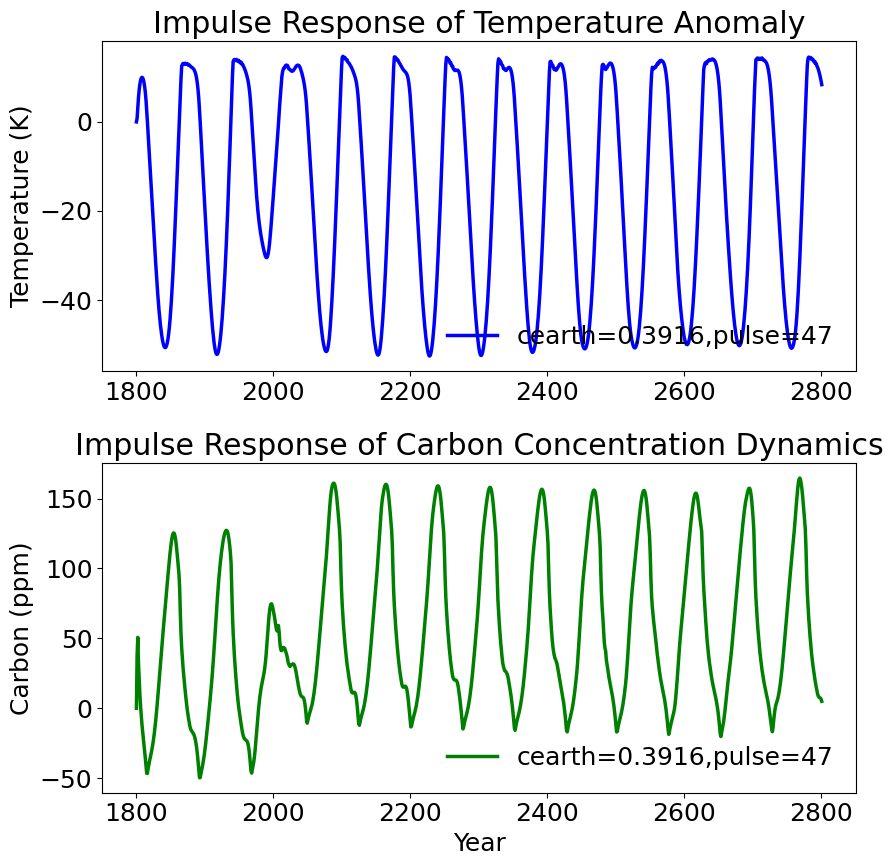 Impulse Response of Temperature Anomaly
Temperature (K)
0
−20
−40
cearth=0.3916,pulse=47
1800 2000 2200 2400 2600 2800
Impulse Response of Carbon Concentration Dynamics
Carbon (ppm)
150
100
50
0
−50
cearth=0.3916,pulse=47
1800 2000 2200 2400 2600 2800
Year